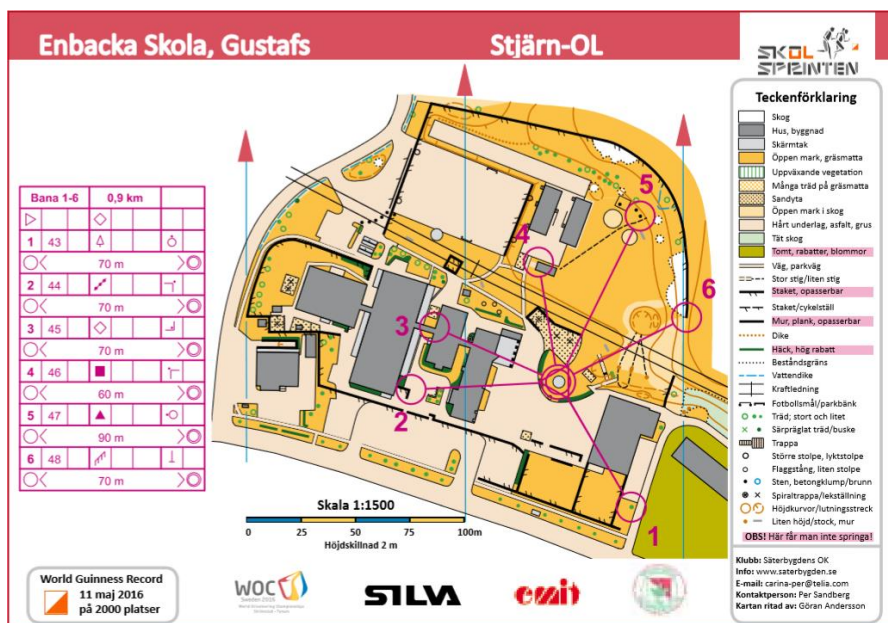 Enbacka Skola, Gustafs
Stjärn-OL
SKOL
SPRINTEN
Bana 1-6 0,9 km
1 43
70 m
2 44
70 m
3 45
70 m
4 46
60 m
5 47
90 m
6 48
70 m
5
4
6
3
2
1
Skala 1:1500
0 25 50 75 100m
Höjdskillnad 2 m
Teckenförklaring
Skog
Hus, byggnad
Skärmtak
Öppen mark, gräsmatta
Uppväxande vegetation
Många träd på gräsmatta
Sandyta
Öppen mark i skog
Hårt underlag, asfalt, grus
Tät skog
Tomt, rabatter, blommor
Väg, parkväg
Stor stig/liten stig
Staket, opasserbar
Staket/cykelställ
Mur, plank, opasserbar
Dike
Häck, hög rabatt
Beståndsgräns
Vattendike
Kraftledning
Fotbollsmål/parkbänk
Träd; stort och litet
Särpräglat träd/buske
Trappa
Större stolpe, lyktstolpe
Flaggstång, liten stolpe
Sten, betongklump/brunn
Spiraltrappa/lekställning
Höjdkurvor/lutningsstreck
Liten höjd/stock, mur
OBS! Här får man inte springa!
Klubb: Säterbygdens OK
Info: www.saterbygden.se
E-mail: carina-per@telia.com
Kontaktperson: Per Sandberg
Kartan ritad av: Göran Andersson
World Guinness Record
11 maj 2016
på 2000 platser
WOC
Sweden 2016
SILVA
emit